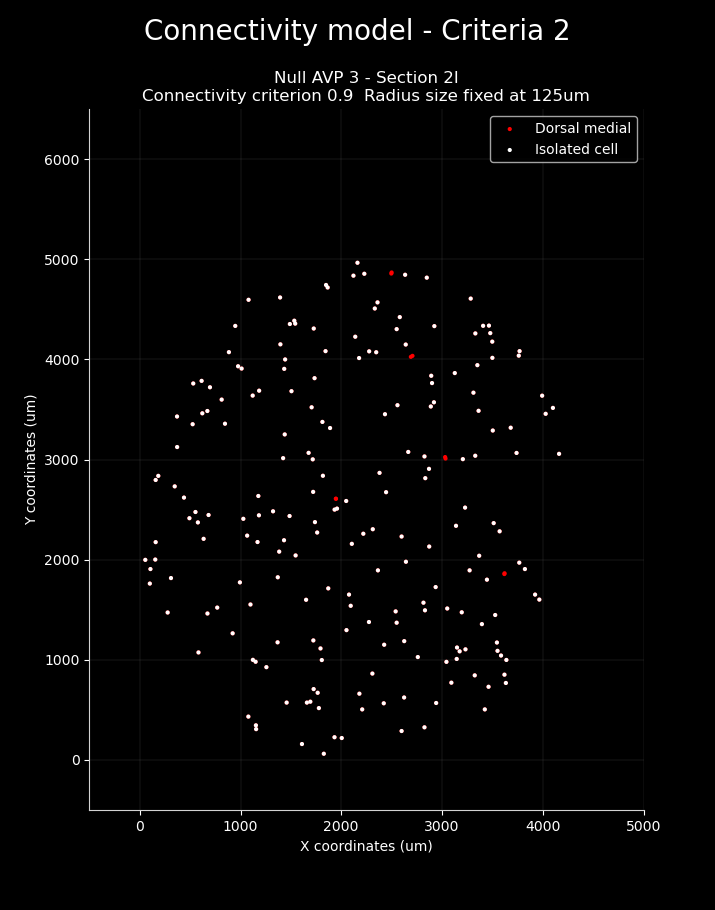 Connectivity model - Criteria 2
Null AVP 3 - Section 2I
Connectivity criterion 0.9  Radius size fixed at 125um
Dorsal medial
Isolated cell
6000
5000
4000
3000
2000
1000
0
Y coordinates (um)
0 1000 2000 3000 4000 5000
X coordinates (um)